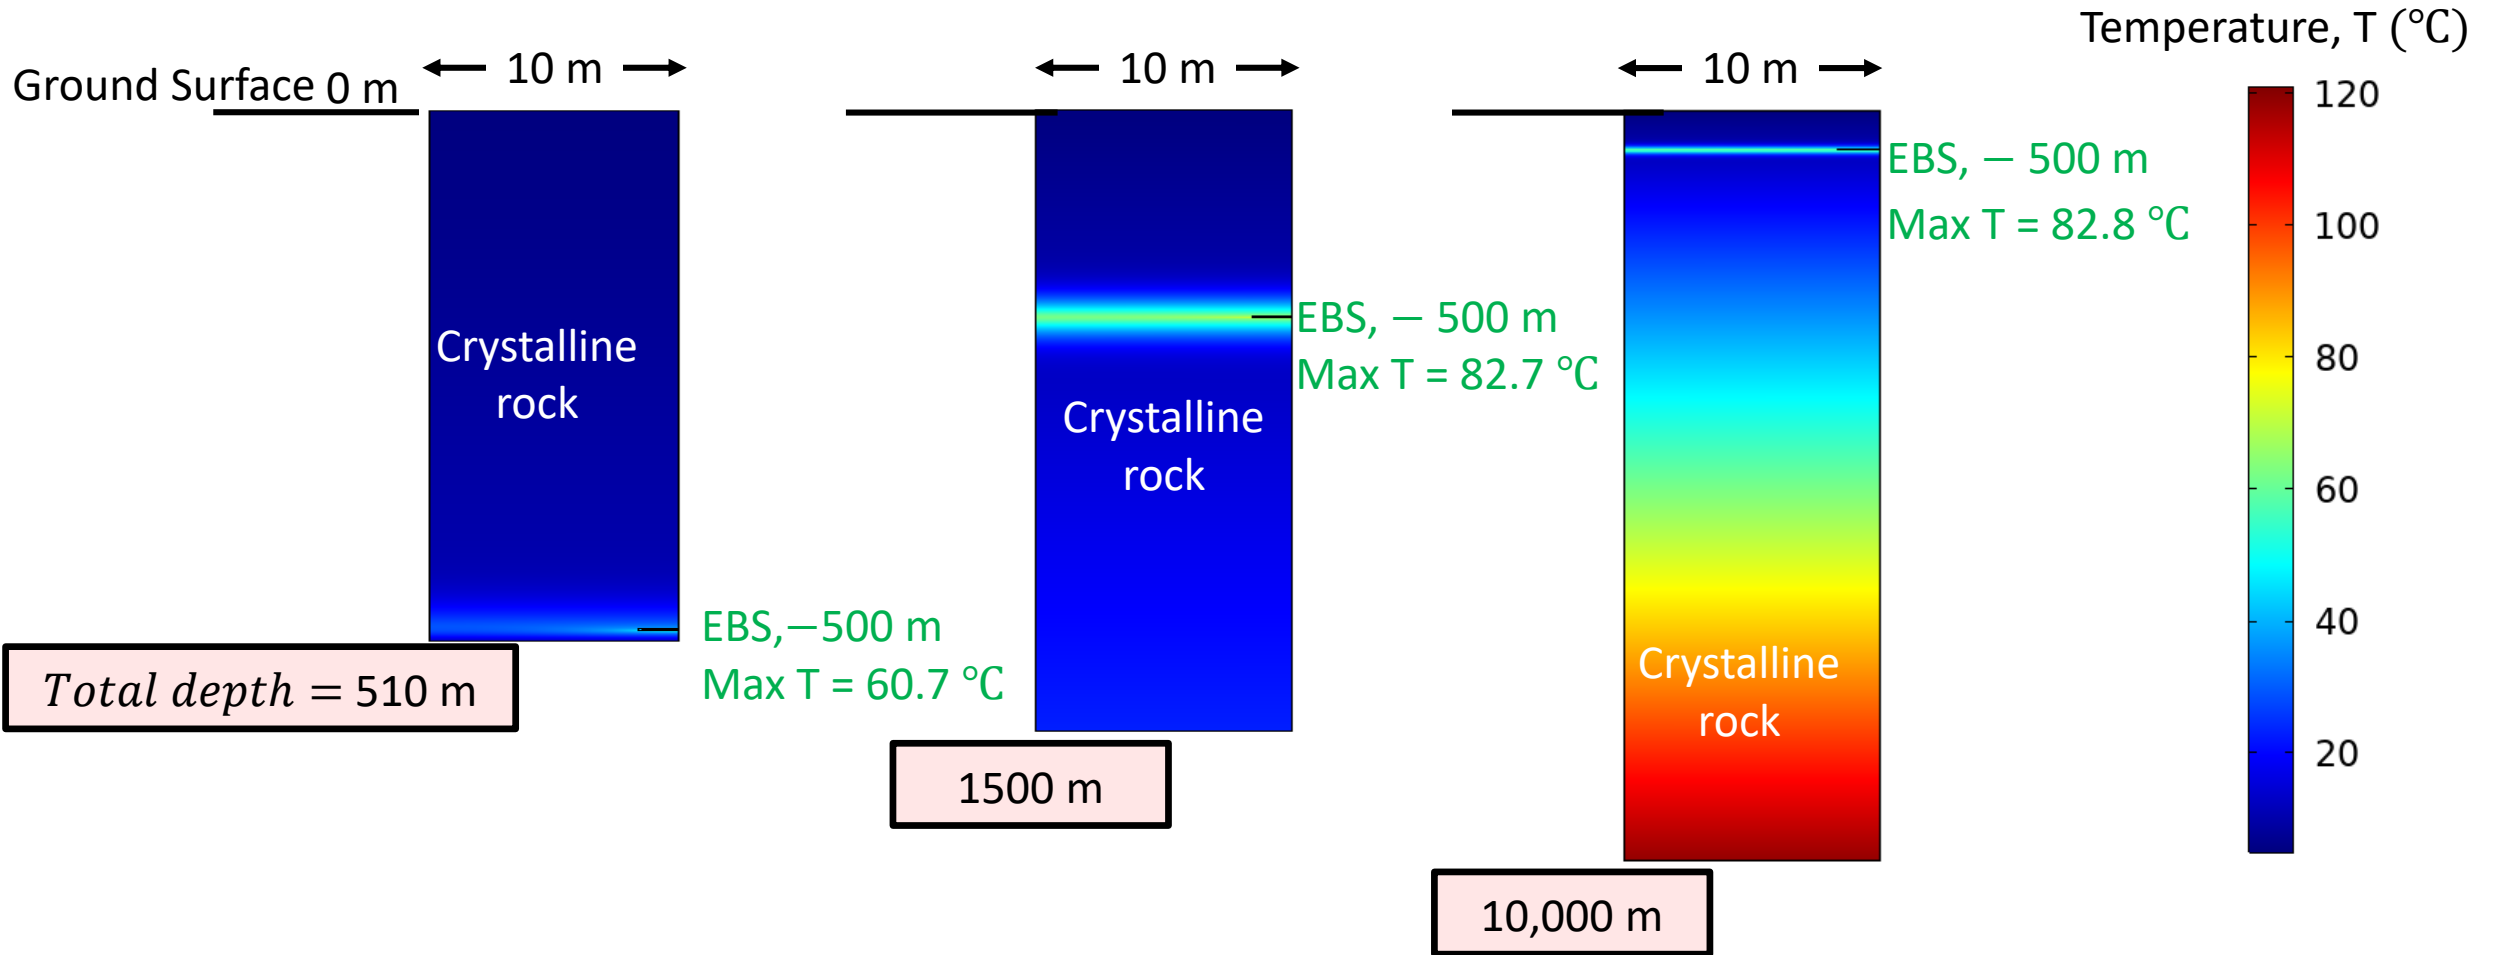 Temperature, T (℃)
Ground Surface 0 m
10 m
10 m
10 m
Crystalline
rock
EBS,—500 m
Max T = 60.7 ℃
Total depth = 510 m
EBS, — 500 m
Max T = 82.7 ℃
Crystalline
rock
1500 m
EBS, — 500 m
Max T = 82.8 ℃
Crystalline
rock
10,000 m
120
100
80
60
40
20